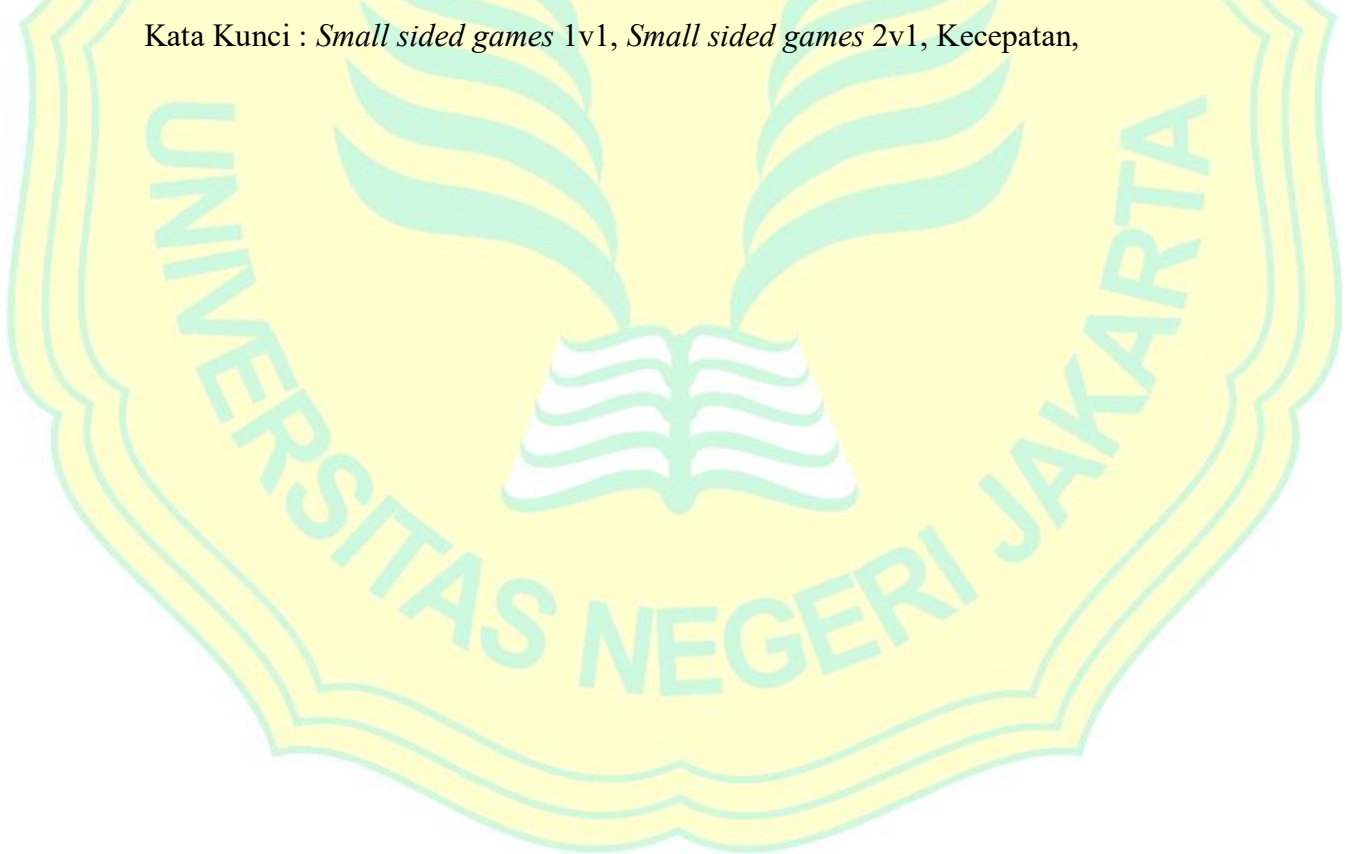 Kata Kunci : Small sided games 1v1, Small sided games 2v1, Kecepatan,
UNIVERSITAS NEGERI JAKARTA